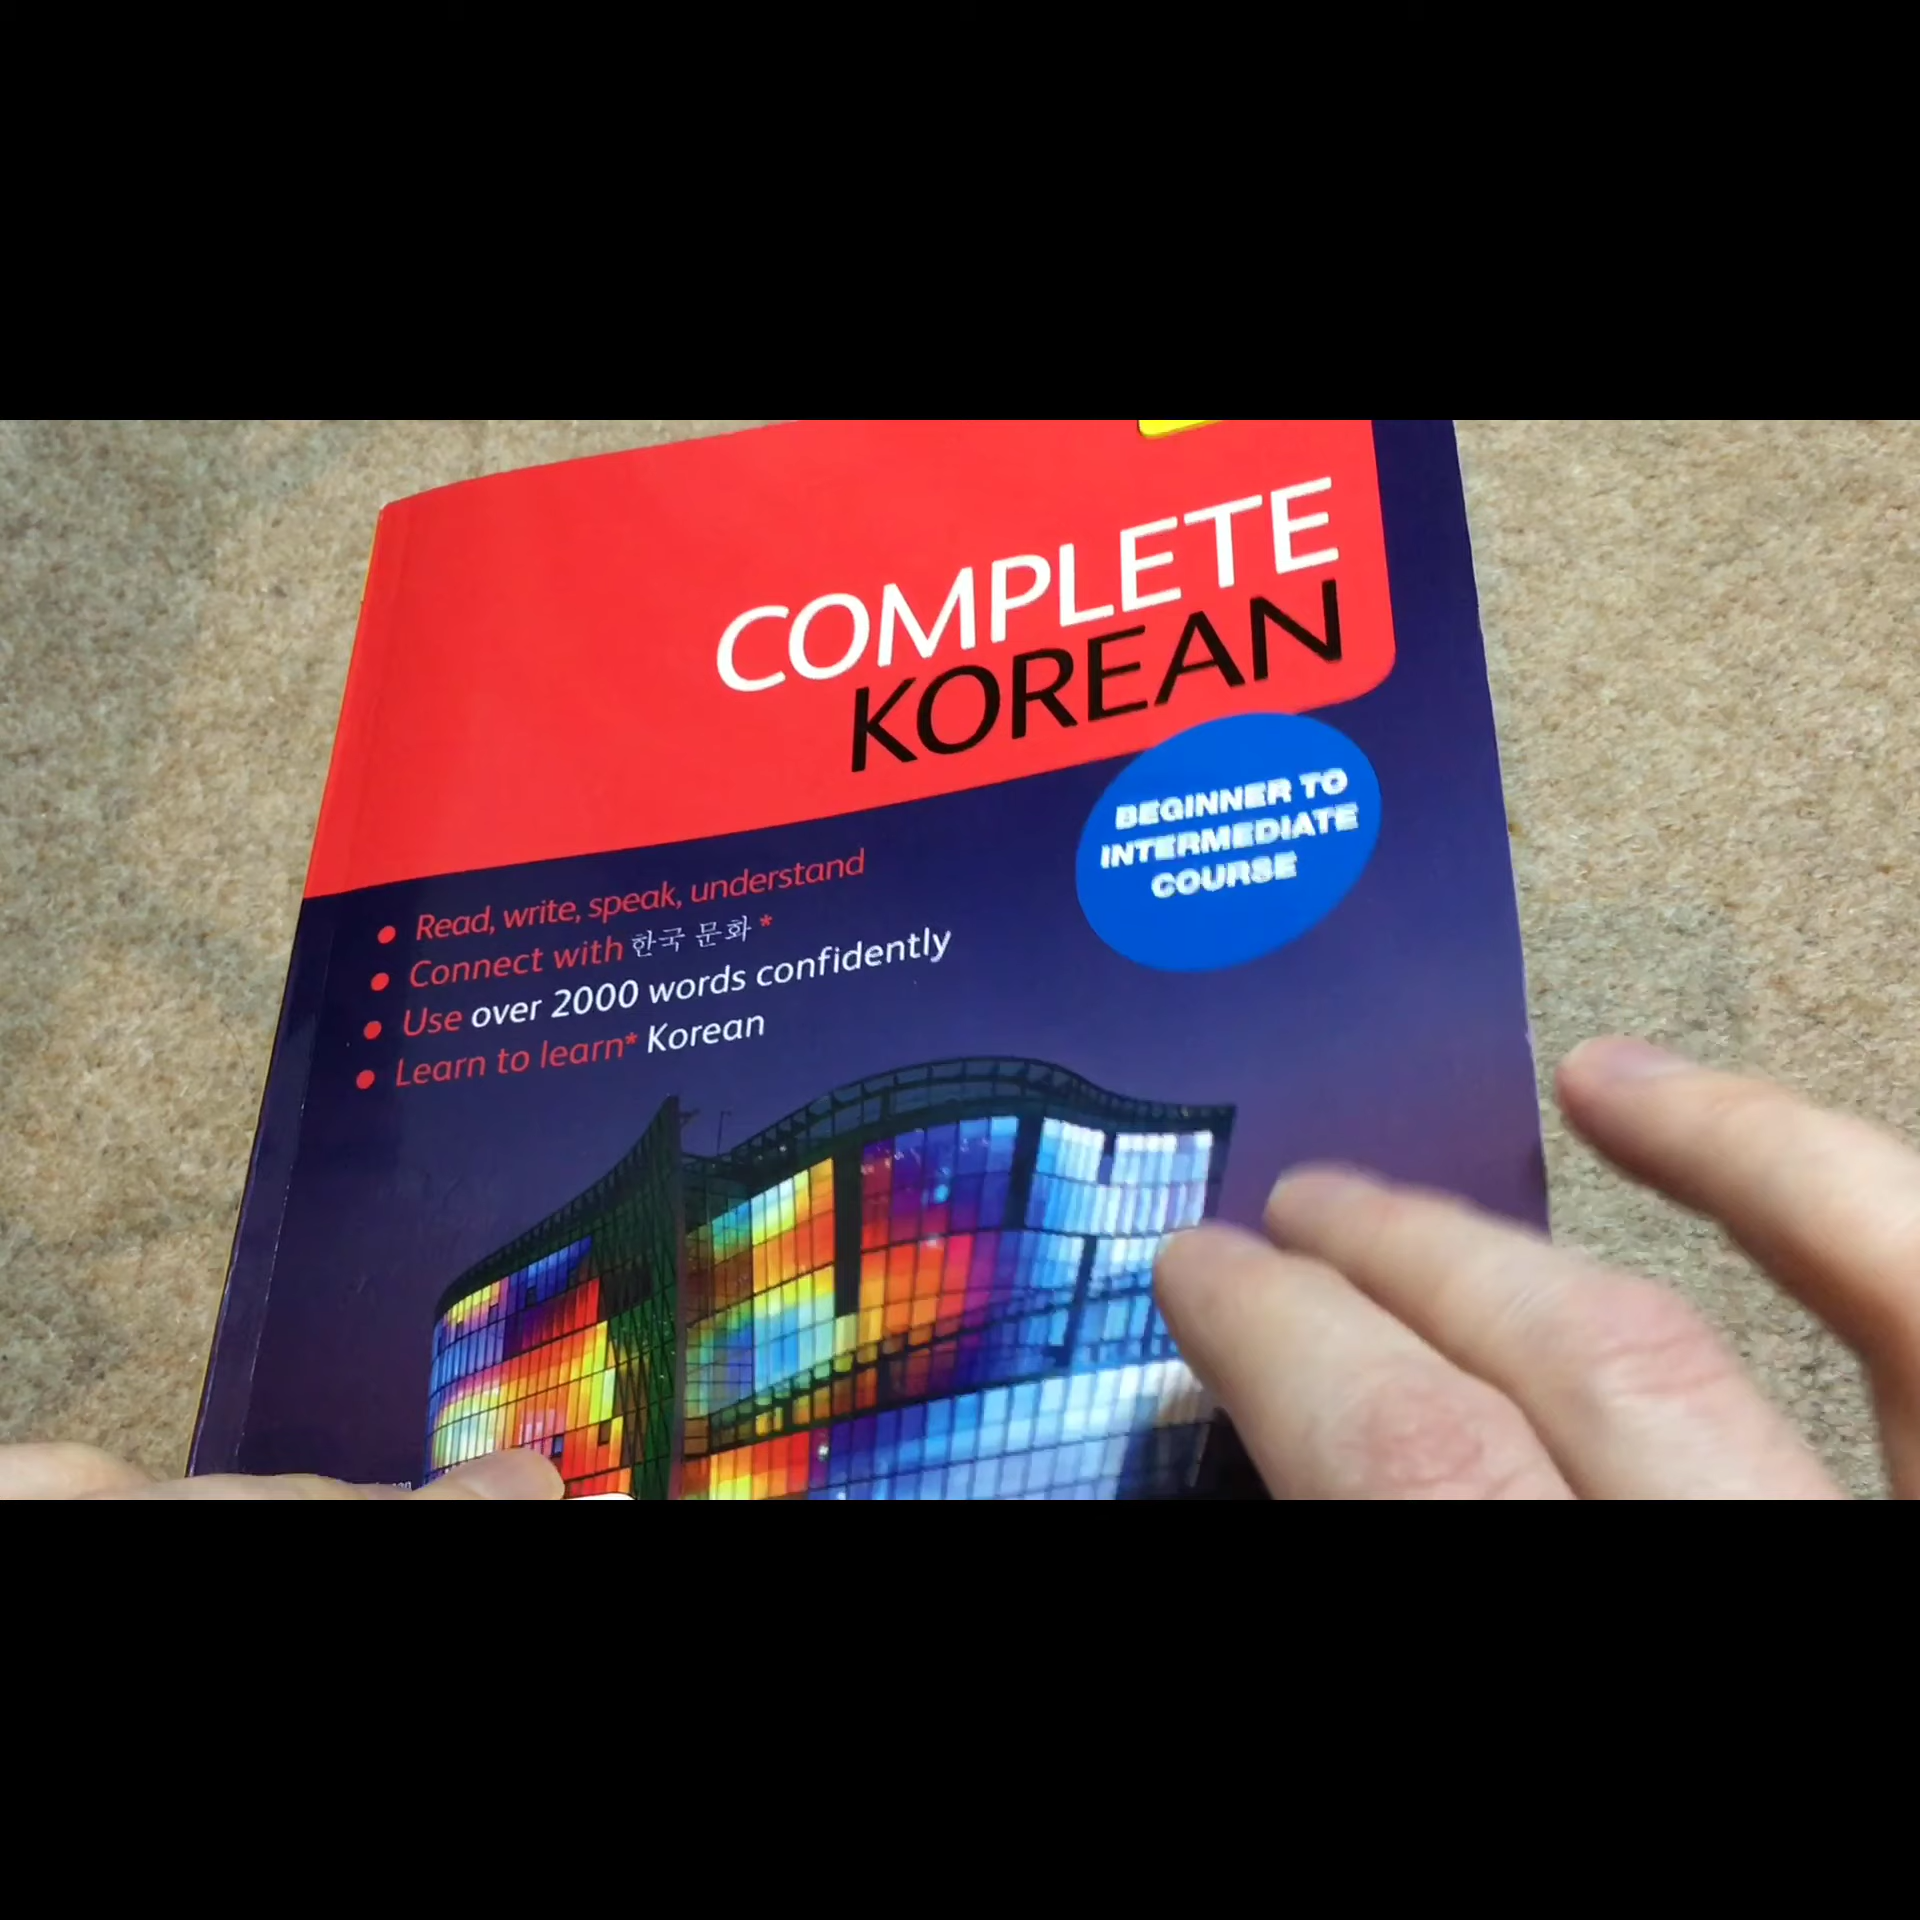 COMPLETE
KOREAN
BEGINNER TO
INTERMEDIATE
COURSE
Read, write, speak, understand
Connect with 한국 문화*
Use over 2000 words confidently
Learn to learn* Korean